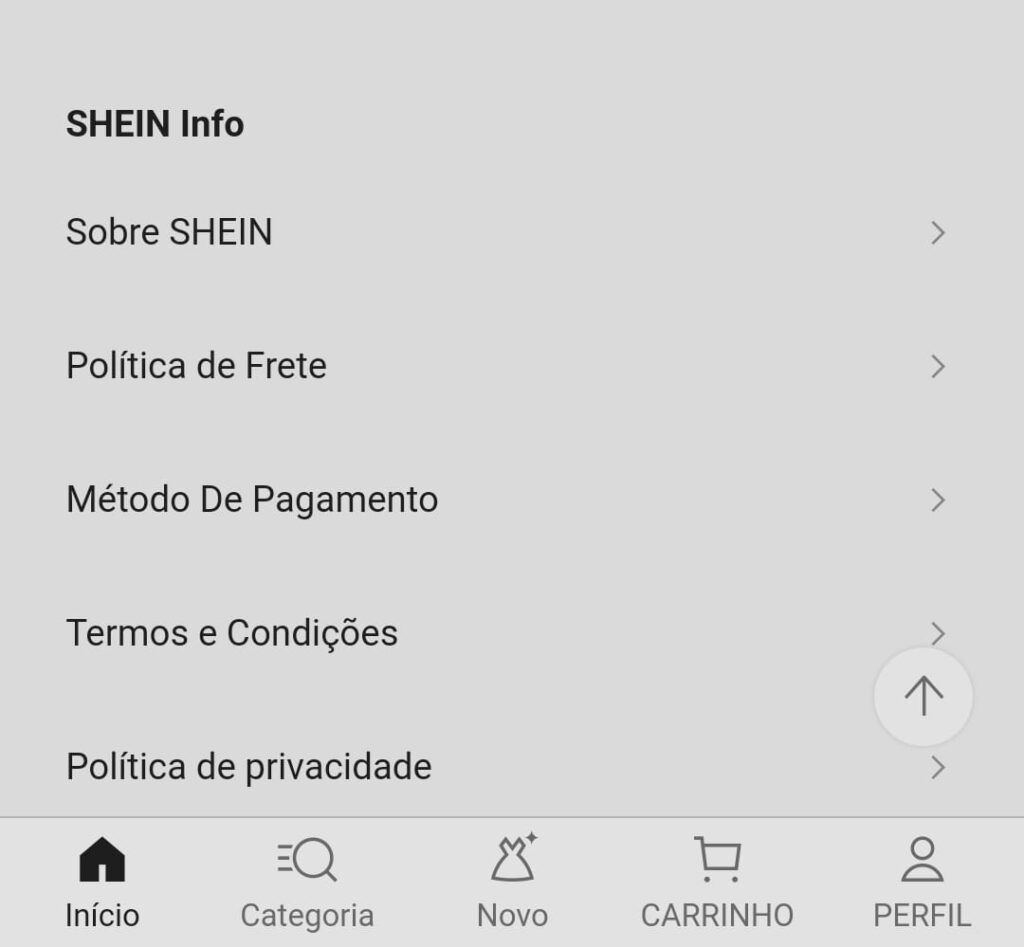 SHEIN Info
Sobre SHEIN
Política de Frete
Método De Pagamento
Termos e Condições
Política de privacidade
Início
Categoria
Novo
CARRINHO
PERFIL